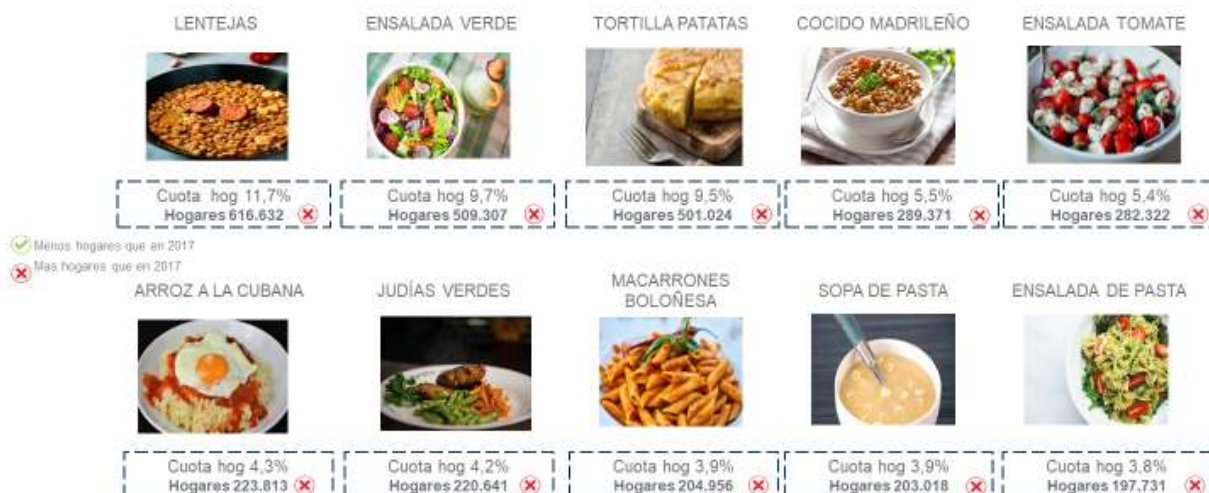 LENTEJAS
ENSALADA VERDE
TORTILLA PATATAS
COCIDO MADRILEÑO
ENSALADA TOMATE
Cuota hog 11,7%
Hogares 616.632
Cuota hog 9,7%
Hogares 509.307
Cuota hog 9,5%
Hogares 501.024
Cuota hog 5,5%
Hogares 289.371
Cuota hog 5,4%
Hogares 282.322
Menos hogares que en 2017
Mas hogares que en 2017
ARROZ A LA CUBANA
JUDÍAS VERDES
MACARRONES
BOLOÑESA
SOPA DE PASTA
ENSALADA DE PASTA
Cuota hog 4,3%
Hogares 223.813
Cuota hog 4,2%
Hogares 220.641
Cuota hog 3,9%
Hogares 204.956
Cuota hog 3,9%
Hogares 203.018
Cuota hog 3,8%
Hogares 197.731